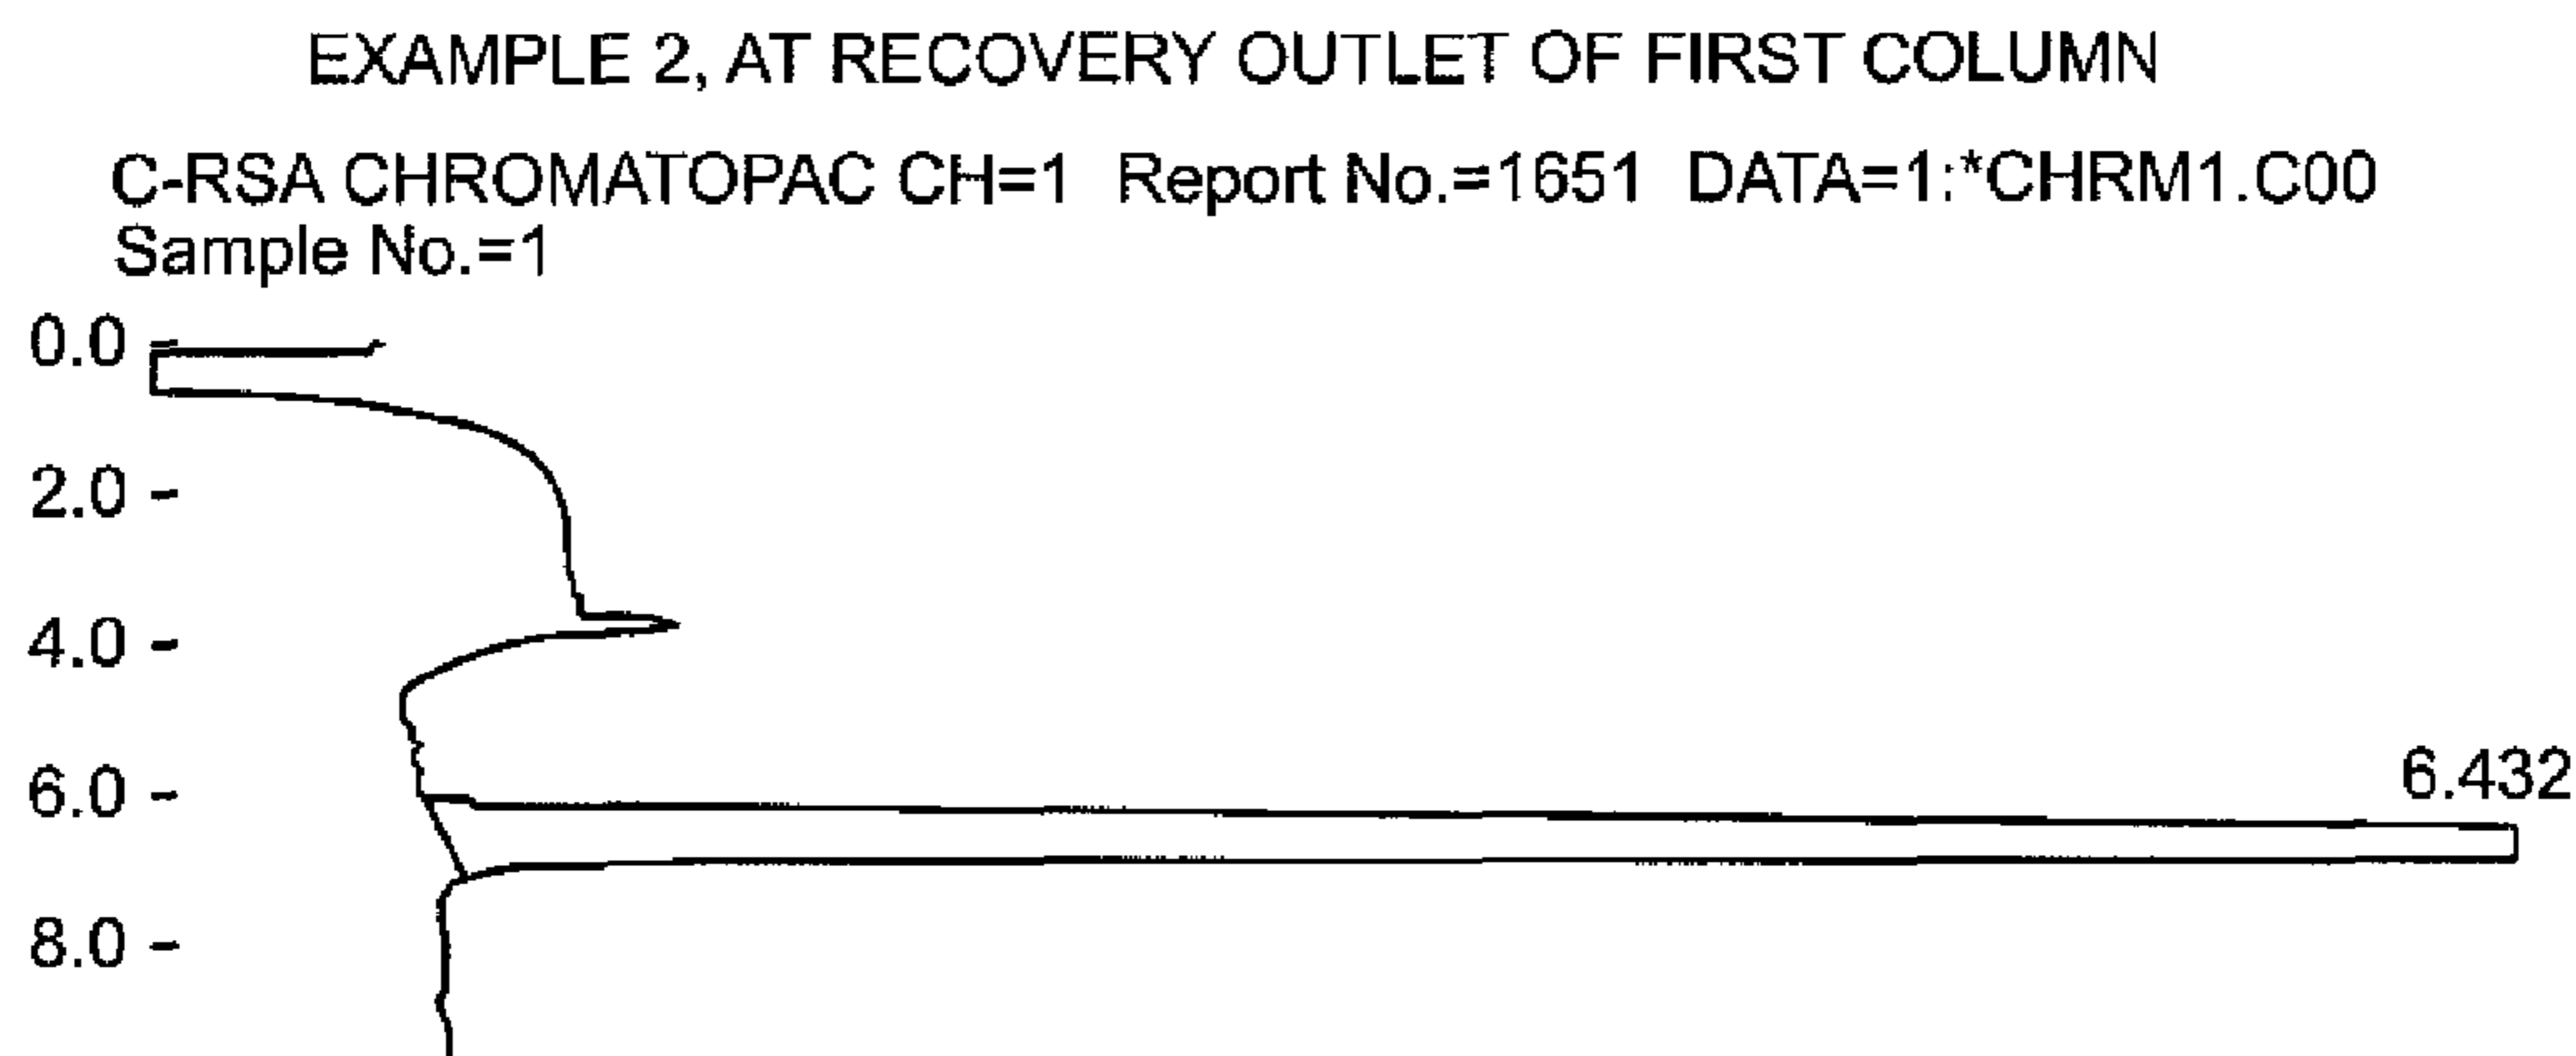 EXAMPLE 2, AT RECOVERY OUTLET OF FIRST COLUMN
C-RSA CHROMATOPAC CH=1 Report No.=1651 DATA=1:*CHRM1.C00
Sample No.=1
0.0
2.0
4.0
6.0
6.432
8.0